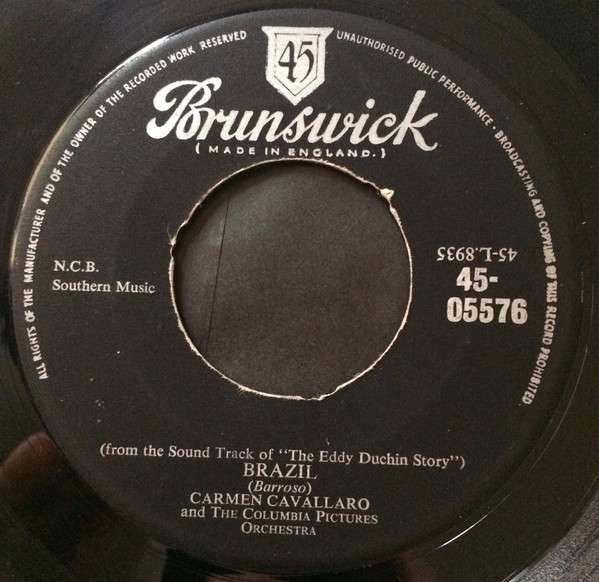 ALL RIGHTS OF THE MANUFACTURER AND OF THE OWNER OF THE RECORDED WORK RESERVED
UNAUTHORISED PUBLIC PERFORMANCE · BROADCASTING AND COPYING OF THIS RECORD PROHIBITED.
45
Brunswick
( MADE IN ENGLAND. )
N.C.B.
Southern Music
45-L.8935
45-
05576
(from the Sound Track of "The Eddy Duchin Story")
BRAZIL
(Barroso)
CARMEN CAVALLARO
and THE COLUMBIA PICTURES
ORCHESTRA